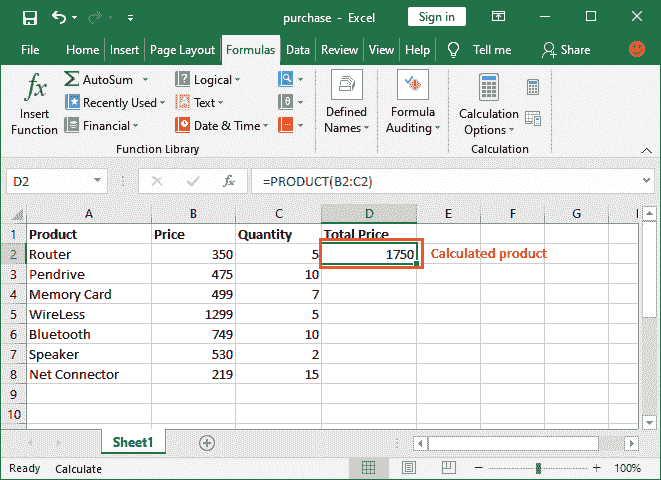 purchase - Excel
Sign in
File Home Insert Page Layout Formulas Data Review View Help Tell me Share
fx
Insert Function
AutoSum
Recently Used
Financial
Logical
Text
Date & Time
Function Library
Defined Names
Formula Auditing
Calculation Options
Calculation
D2 fx =PRODUCT(B2:C2)
A B C D E F G
1 Product Price Quantity Total Price
2 Router 350 5 1750 Calculated product
3 Pendrive 475 10
4 Memory Card 499 7
5 WireLess 1299 5
6 Bluetooth 749 10
7 Speaker 530 2
8 Net Connector 219 15
9
10
Sheet1
Ready Calculate 100%